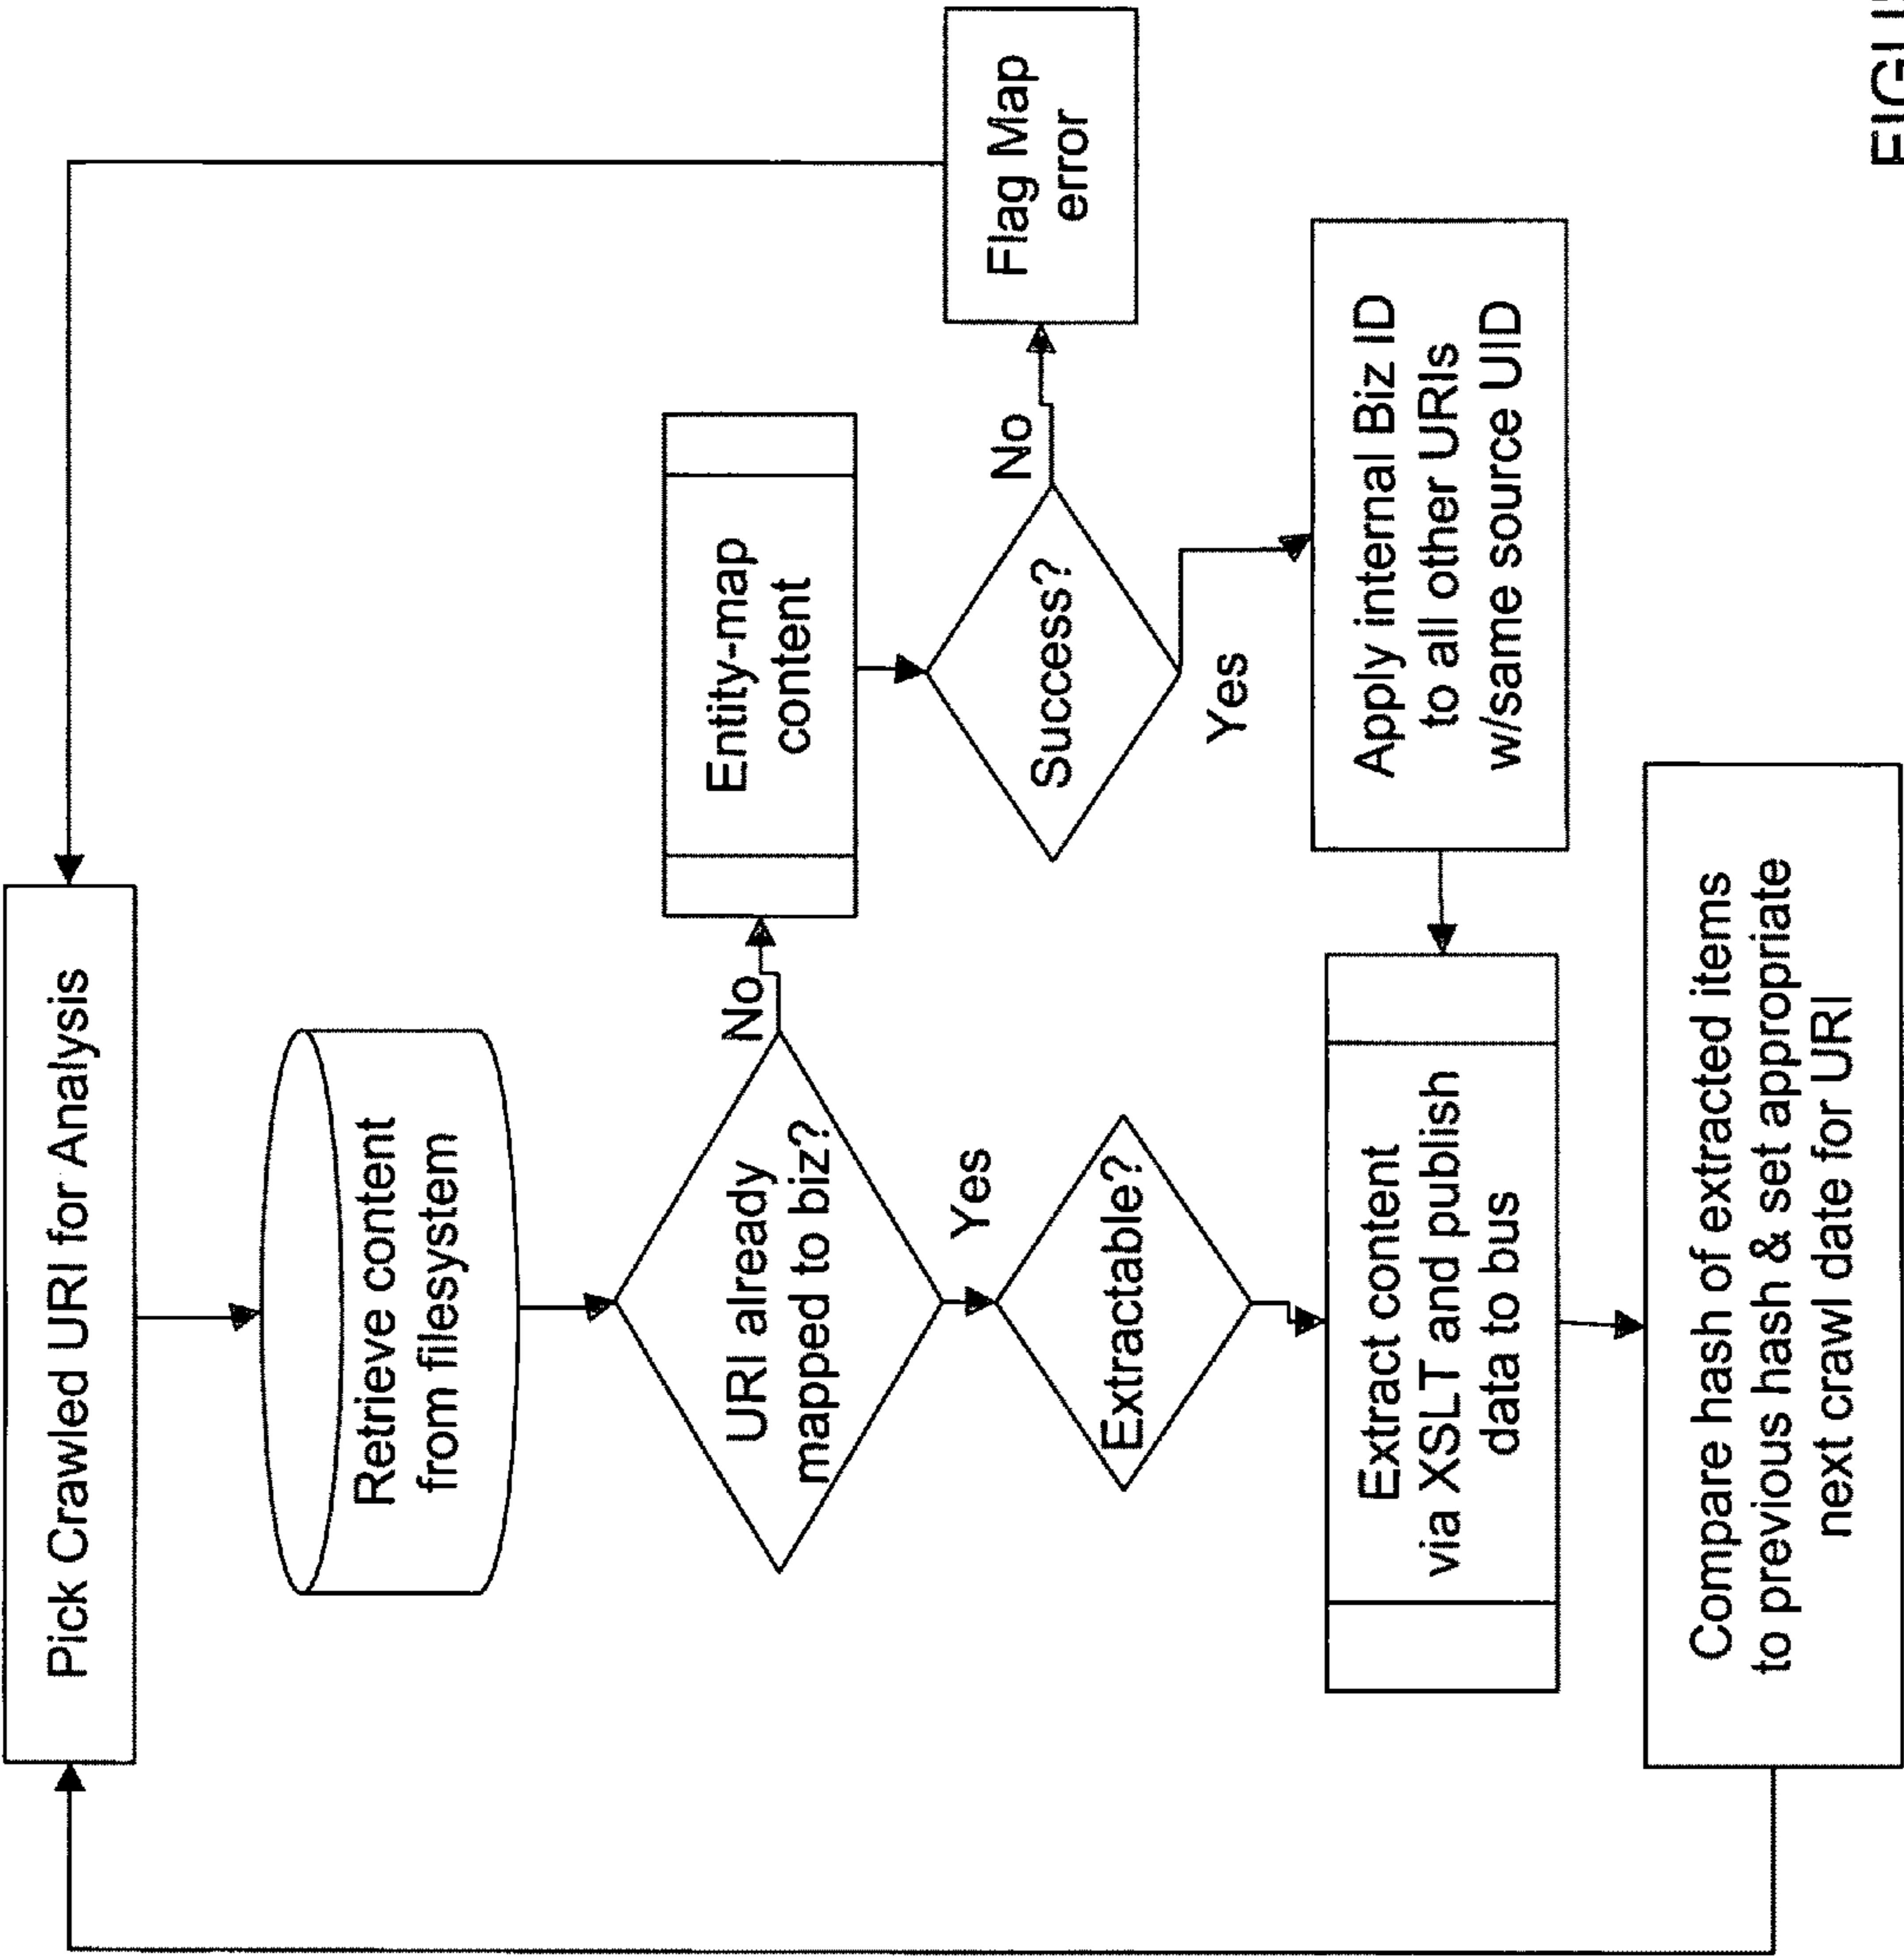 Pick Crawled URI for Analysis
Retrieve content
from filesystem
URI already
mapped to biz?
No
Entity-map
content
Success?
No
Flag Map
error
Yes
Apply internal Biz ID
to all other URIs
w/same source UID
Yes
Extractable?
Extract content
via XSLT and publish
data to bus
Compare hash of extracted items
to previous hash & set appropriate
next crawl date for URI